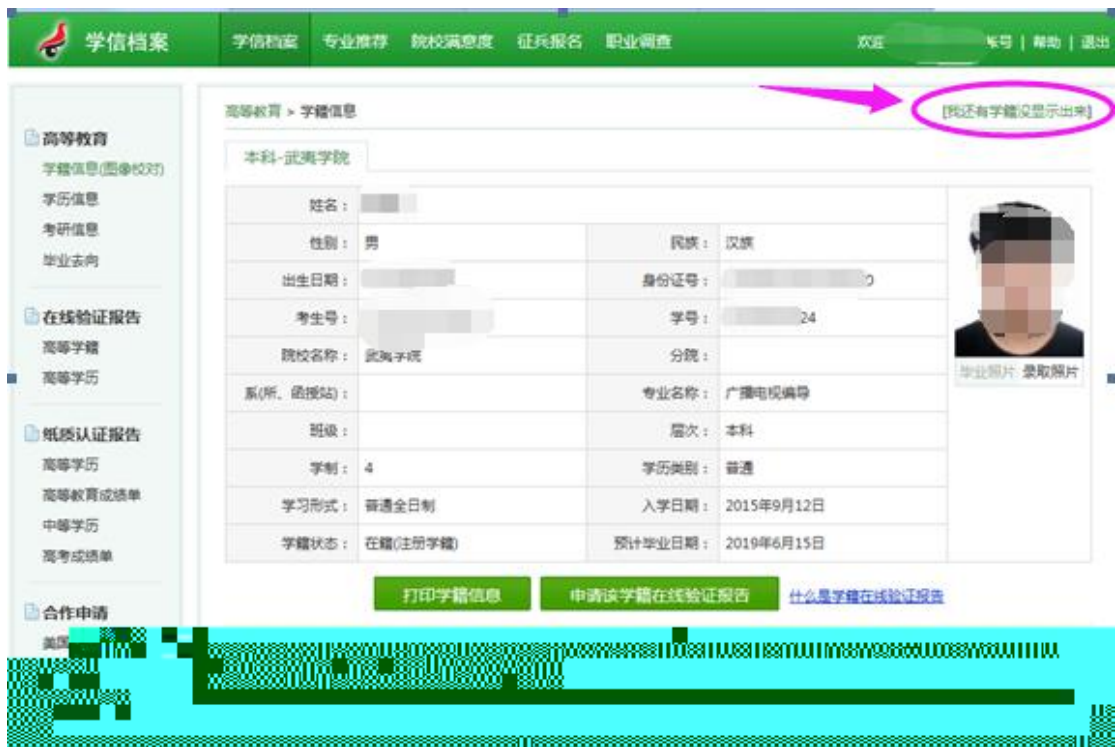 学信档案
学信档案 专业推荐 院校满意度 征兵报名 职业调查
欢迎 账号 | 帮助 | 退出
高等教育
学籍信息(图像校对)
学历信息
考研信息
毕业去向
在线验证报告
高等学籍
高等学历
纸质认证报告
高等学历
高等教育成绩单
中等学历
高考成绩单
合作申请
美国
高等教育 > 学籍信息
[我还有学籍没显示出来]
本科-武夷学院
姓名：
性别： 男 民族： 汉族
出生日期： 身份证号：
考生号： 学号： 24
院校名称： 武夷学院 分院：
系(所、函授站)： 专业名称： 广播电视编导
班级： 层次： 本科
学制： 4 学历类别： 普通
学习形式： 普通全日制 入学日期： 2015年9月12日
学籍状态： 在籍(注册学籍) 预计毕业日期： 2019年6月15日
毕业照片 录取照片
打印学籍信息 申请该学籍在线验证报告 什么是学籍在线验证报告